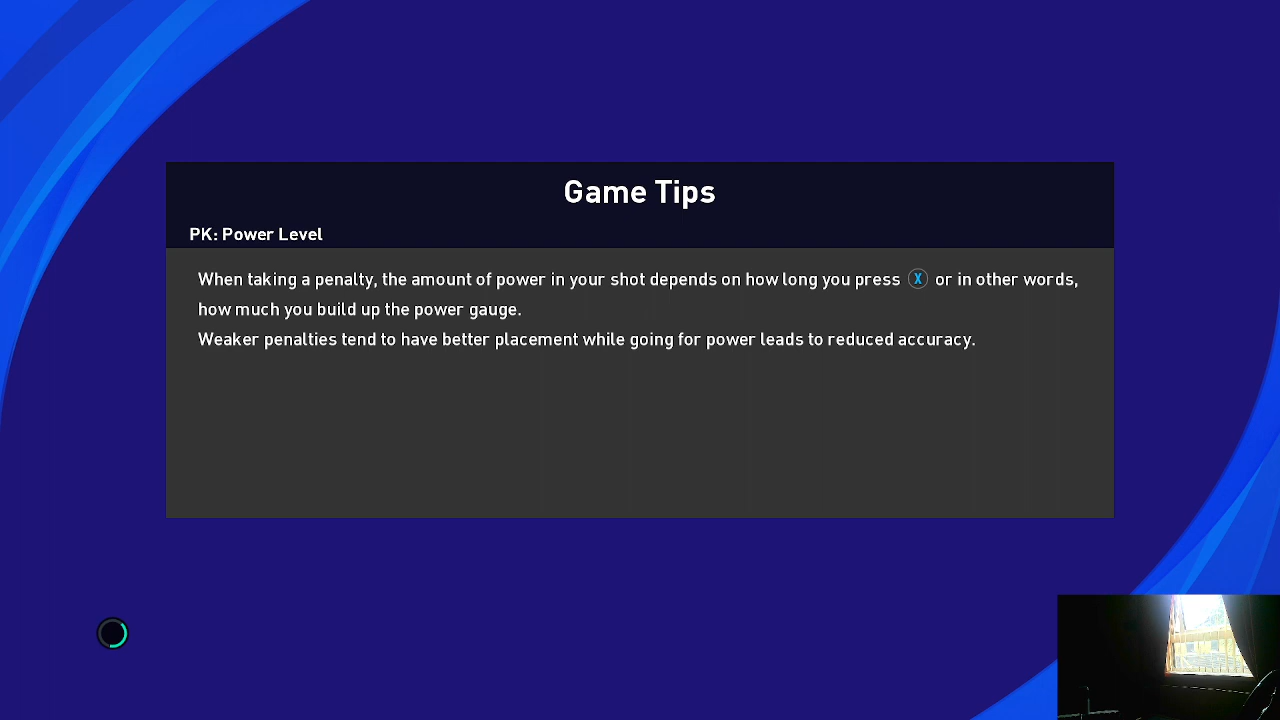 Game Tips
PK: Power Level
When taking a penalty, the amount of power in your shot depends on how long you press X or in other words,
how much you build up the power gauge.
Weaker penalties tend to have better placement while going for power leads to reduced accuracy.